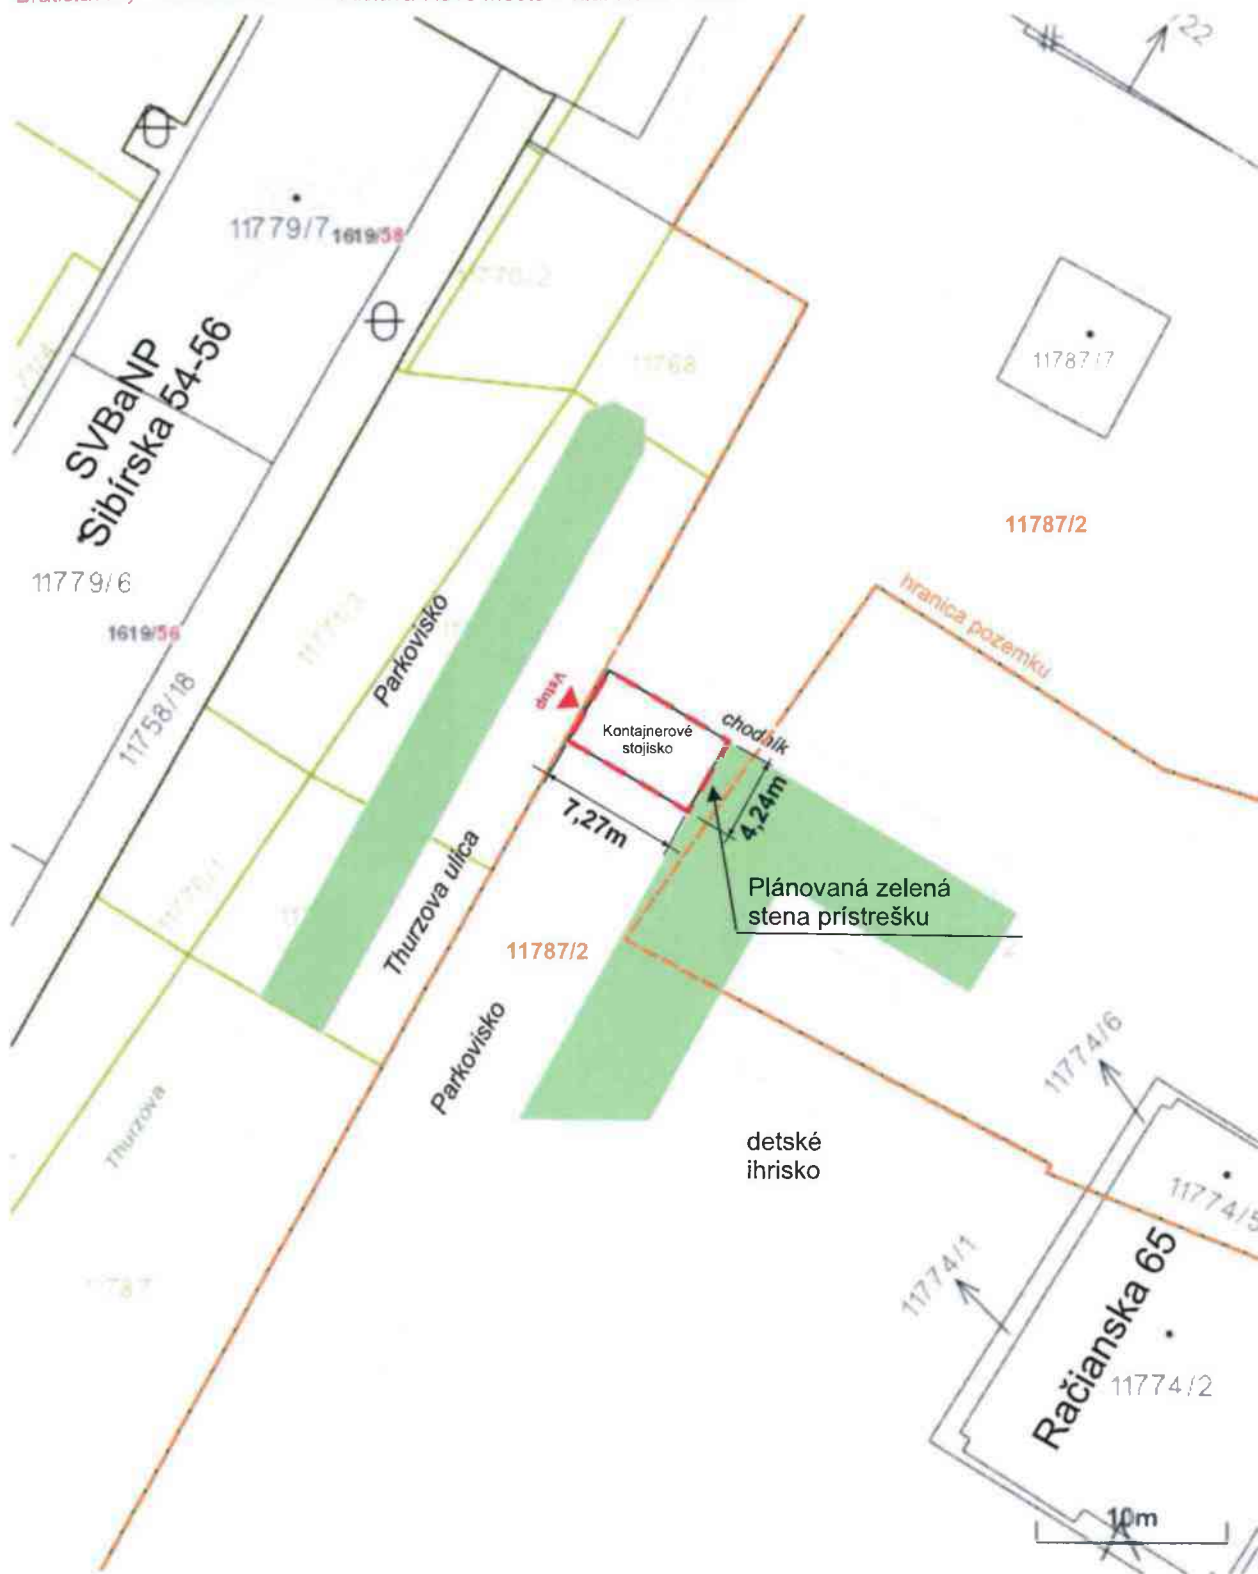 22
11779/7 1619/58
11768
11787/7
SVBaNP
Sibírska 54-56
11787/2
11779/6
1619/56
hranica pozemku
Parkovisko
11758/18
Vstup
Kontajnerové
stojisko
chodník
7,27m
4,24m
Plánovaná zelená
stena prístrešku
Thurzova ulica
11787/2
Parkovisko
Thurzova
detské
ihrisko
11774/6
11774/5
11774/1
Račianska 65
11774/2
10m